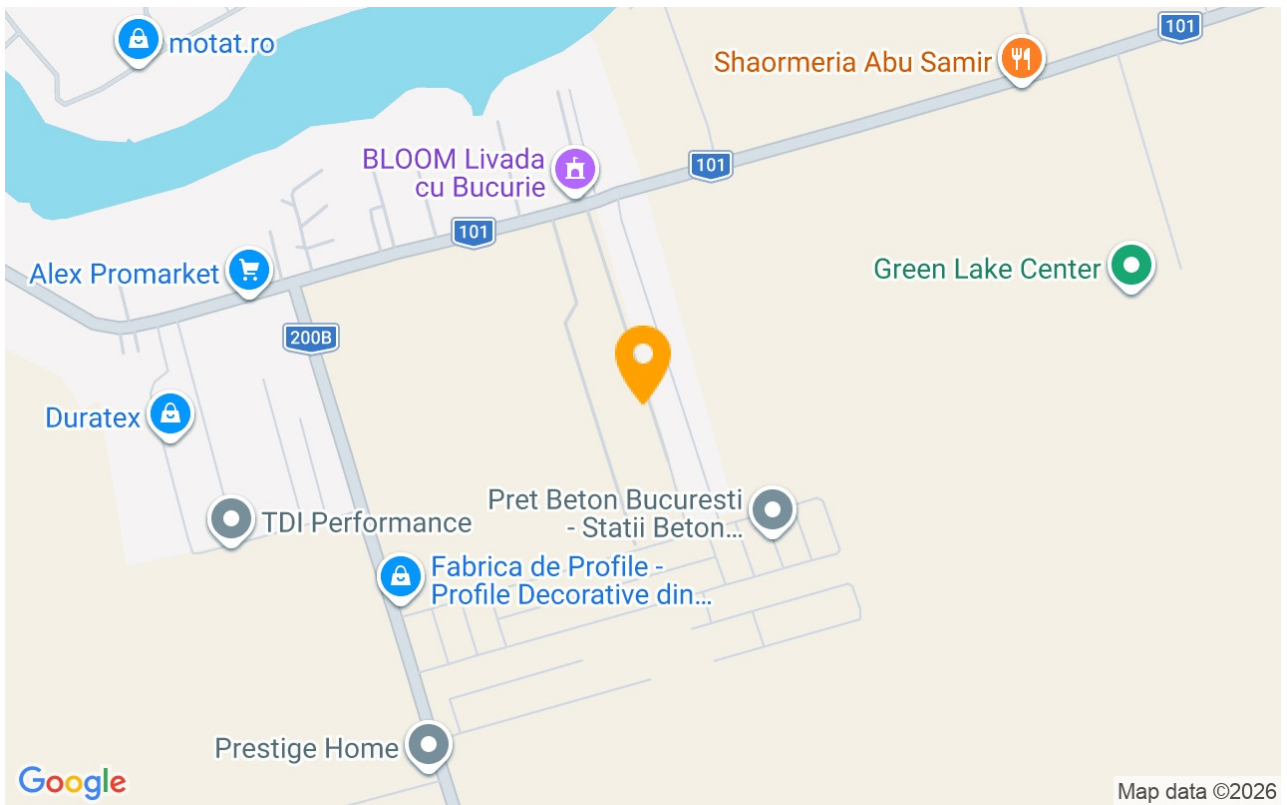 motat.ro
101
Shaormeria Abu Samir
BLOOM Livada
cu Bucurie
101
101
Alex Promarket
Green Lake Center
200B
Duratex
Pret Beton Bucuresti
- Statii Beton...
TDI Performance
Fabrica de Profile -
Profile Decorative din...
Prestige Home
Google
Map data ©2026